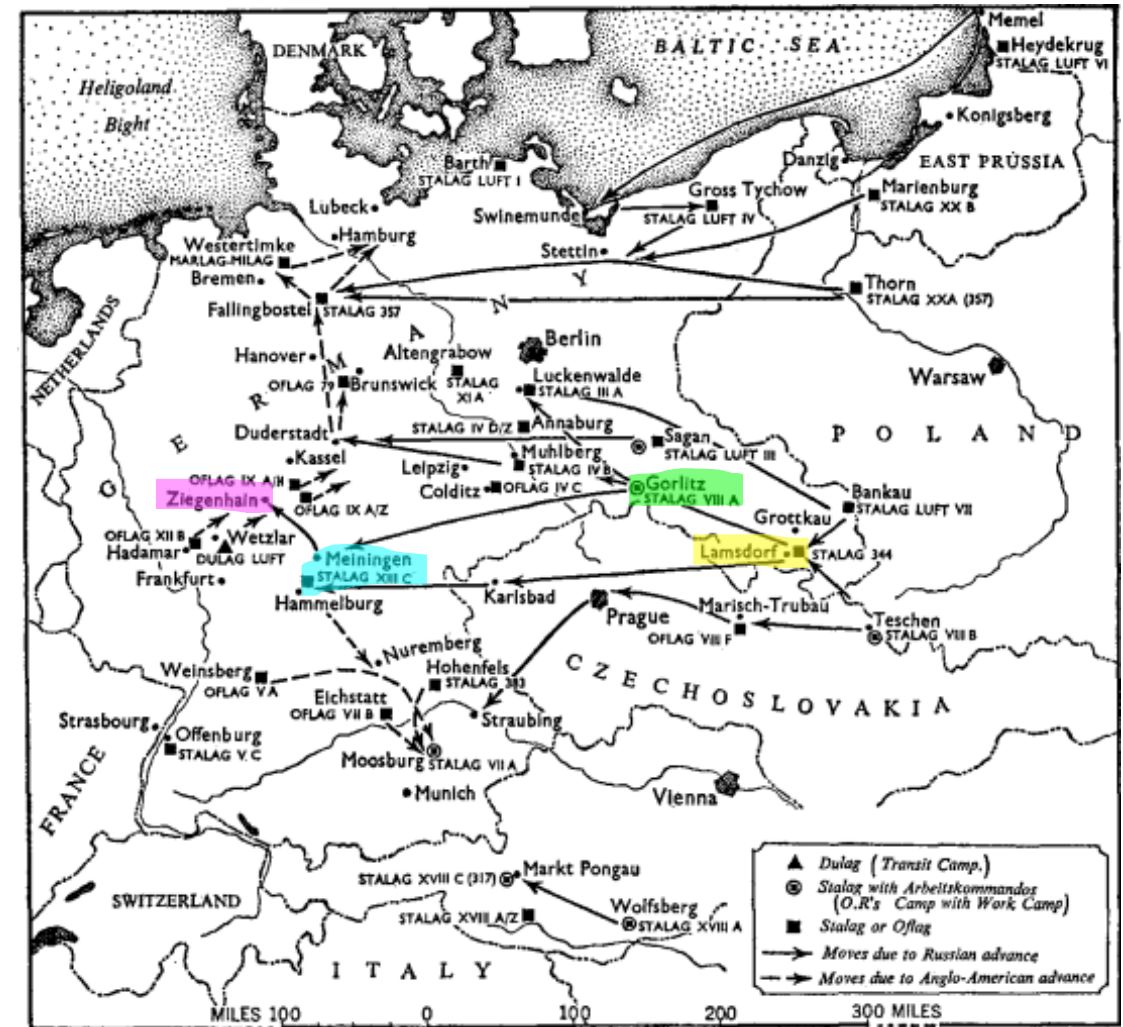 Memel
Heydekrug
STALAG LUFT VI
DENMARK
BALTIC SEA
Heligoland
Bight
Konigsberg
Danzig
EAST PRUSSIA
Barth
STALAG LUFT I
Gross Tychow
STALAG LUFT IV
Marienburg
STALAG XX B
Lubeck
Swinemunde
Hamburg
Westertimke
MARLAG-MILAG
Stettin
Bremen
Thorn
STALAG XXA (357)
Fallingbostel
STALAG 357
NETHERLANDS
GERMANY
Berlin
Hanover
Altengrabow
STALAG
XI A
Luckenwalde
STALAG III A
Warsaw
OFLAG 79
Brunswick
STALAG IV D/Z
Annaburg
Duderstadt
Sagan
STALAG LUFT III
POLAND
Kassel
Muhlberg
STALAG IV B
Leipzig
OFLAG IX A/H
Colditz
OFLAG IV C
Gorlitz
STALAG VIII A
Bankau
STALAG LUFT VII
Ziegenhain
OFLAG IX A/Z
Grottkau
OFLAG XII B
Wetzlar
Hadamar
DULAG LUFT
Lamsdorf
STALAG 344
Meiningen
STALAG XIII C
Frankfurt
Hammelburg
Karlsbad
Prague
Marisch-Trubau
OFLAG VIII F
Teschen
STALAG VIII B
Nuremberg
CZECHOSLOVAKIA
Weinsberg
OFLAG VA
Hohenfels
STALAG 383
Eichstatt
OFLAG VII B
Straubing
Strasbourg
Offenburg
STALAG V.C
Moosburg
STALAG VII A
FRANCE
Munich
Vienna
Markt Pongau
STALAG XVIII C (317)
SWITZERLAND
STALAG XVIII A/Z
Wolfsberg
STALAG XVIII A
ITALY
Dulag (Transit Camp.)
Stalag with Arbeitskommandos
(O.R's Camp with Work Camp)
Stalag or Oflag
Moves due to Russian advance
Moves due to Anglo-American advance
MILES 100 0 100 200 300 MILES